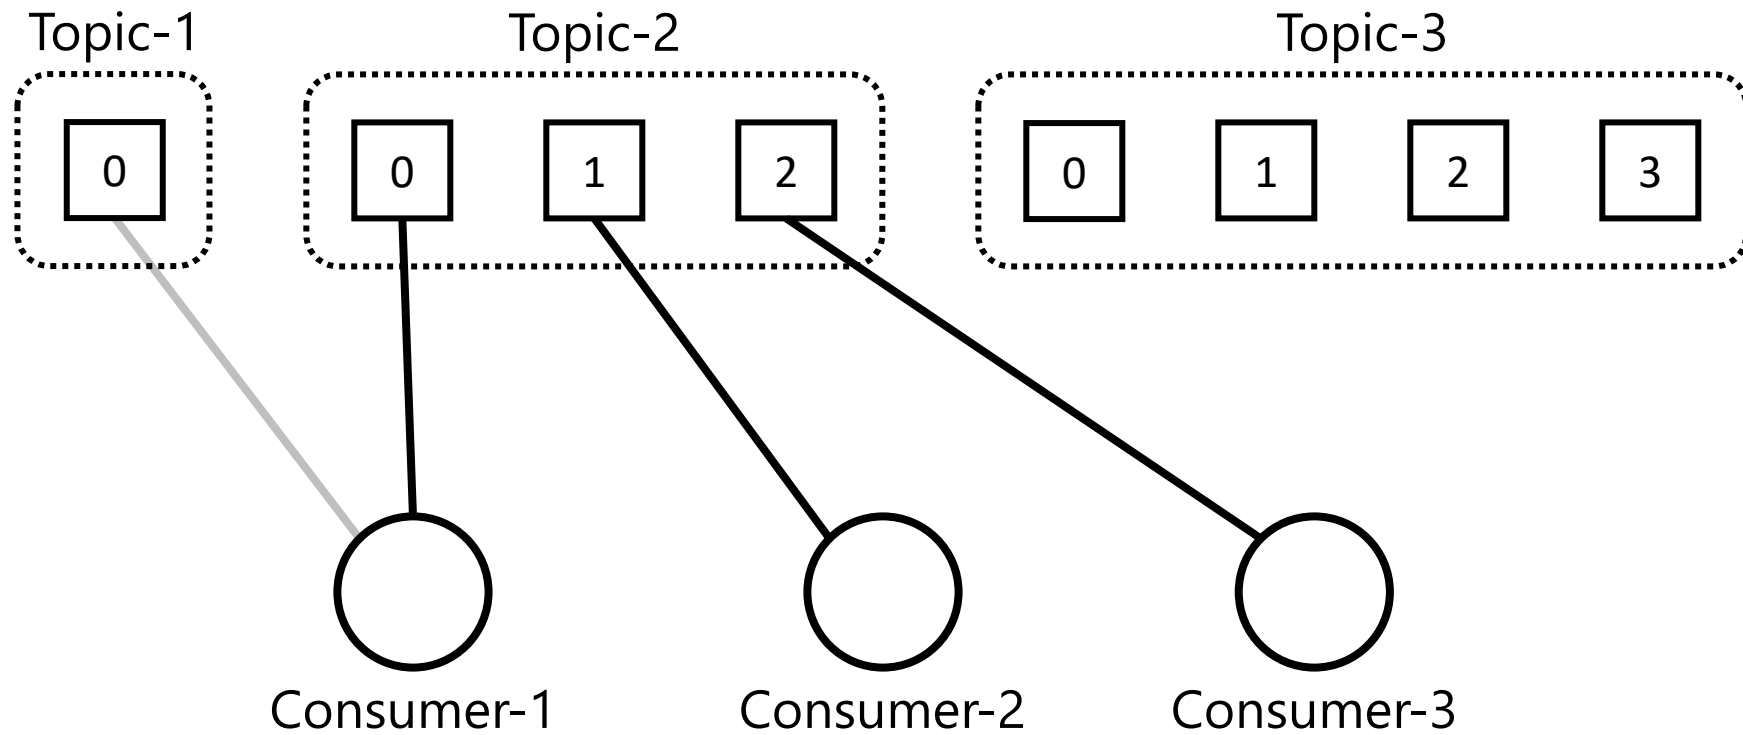 Topic-1 Topic-2 Topic-3
0 0 1 2 0 1 2 3
Consumer-1 Consumer-2 Consumer-3